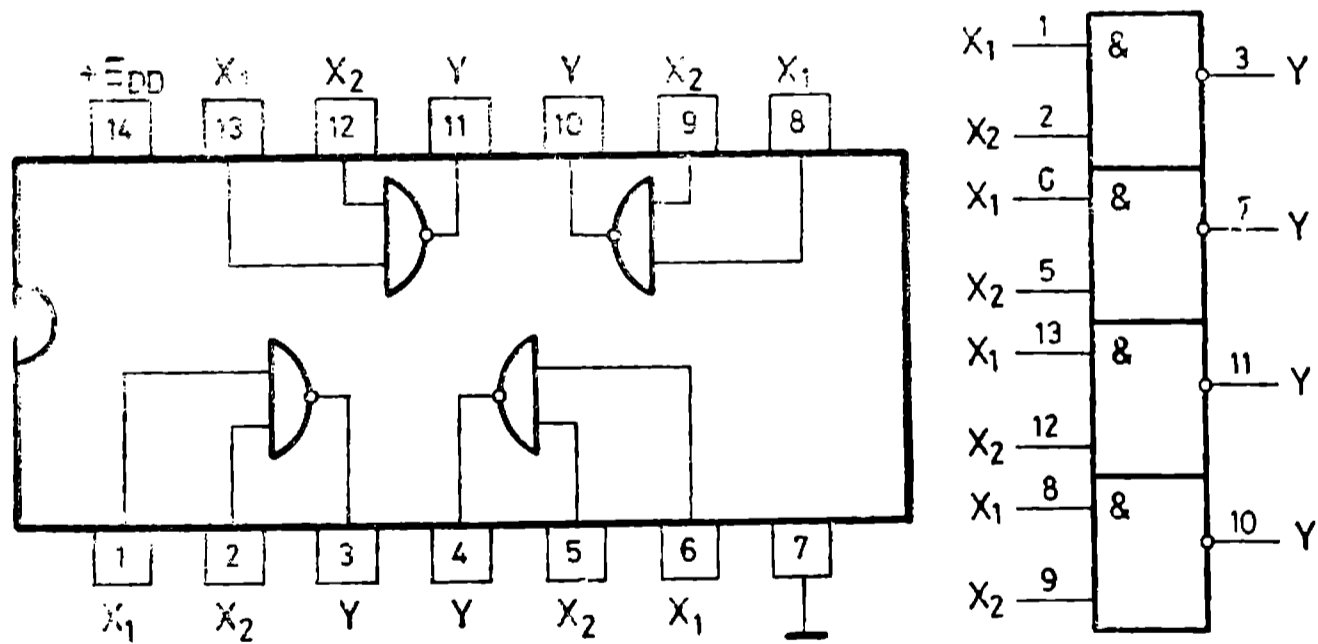 +E_DD X₁ X₂ Y Y X₂ X₁
14 13 12 11 10 9 8
1 2 3 4 5 6 7
X₁ X₂ Y Y X₂ X₁
X₁ 1 &
3 Y
X₂ 2
X₁ 6 &
Y
X₂ 5
X₁ 13 &
11 Y
X₂ 12
X₁ 8 &
10 Y
X₂ 9